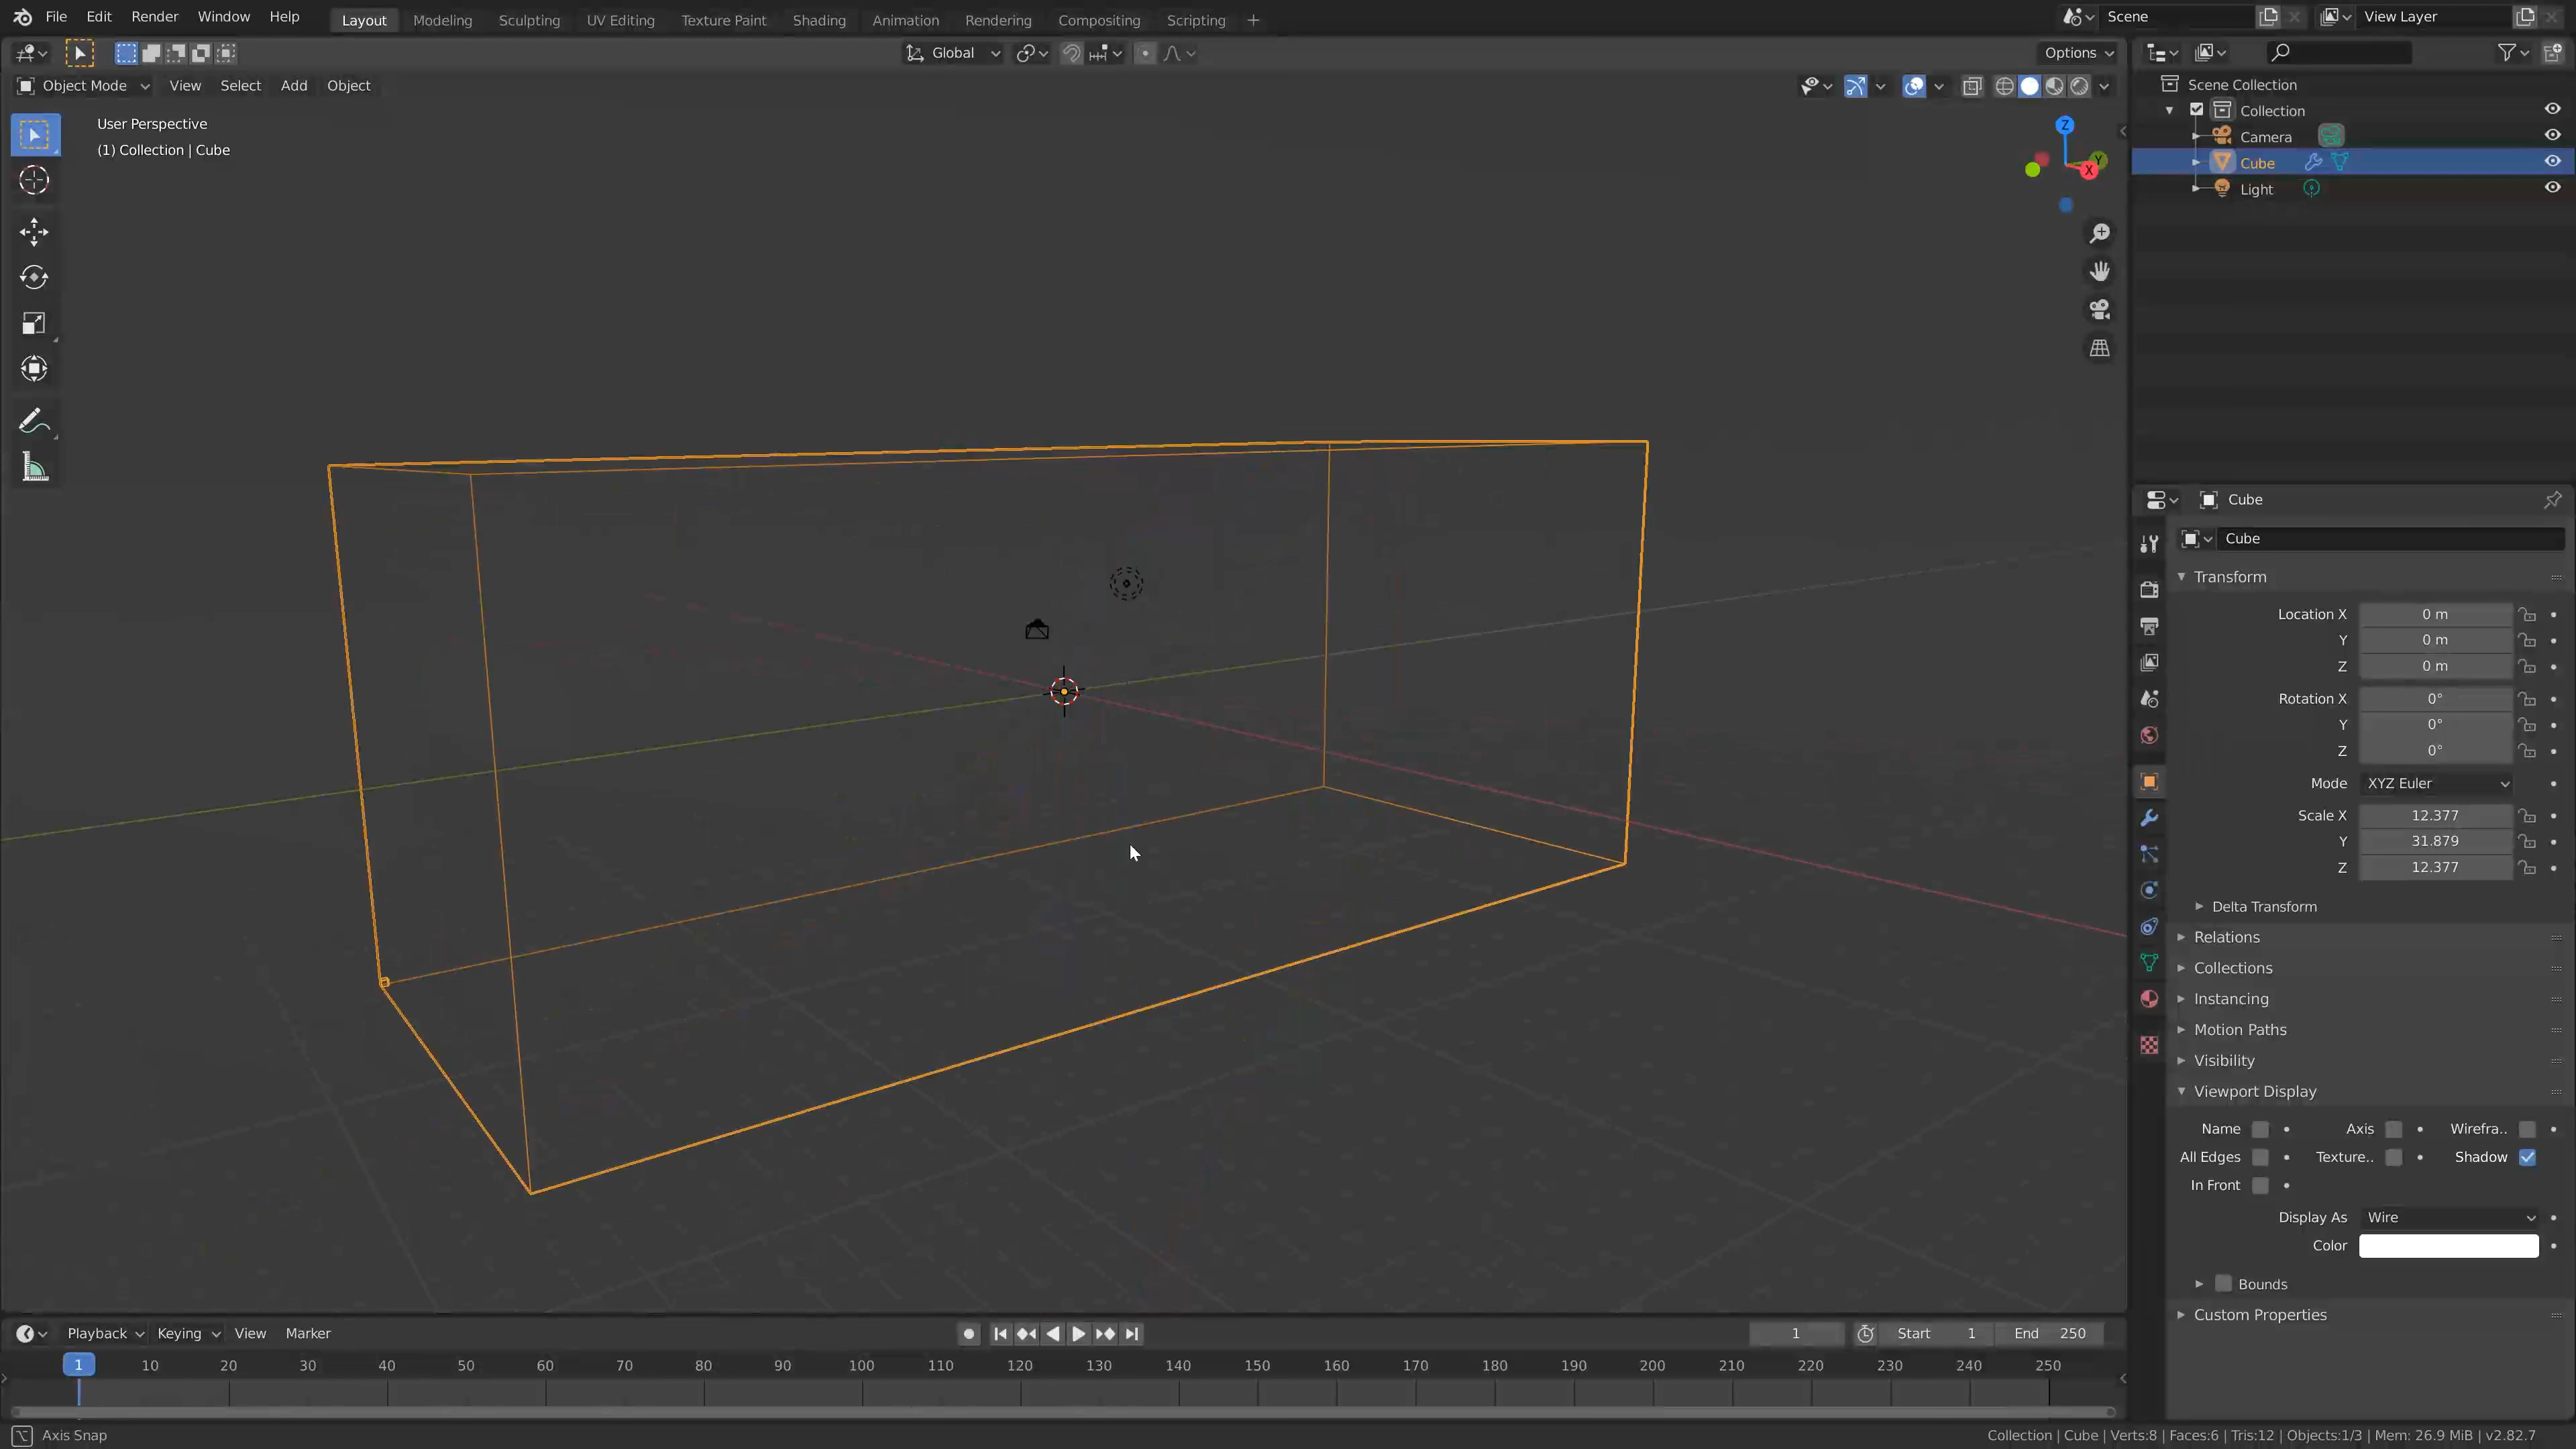 File Edit Render Window Help Layout Modeling Sculpting UV Editing Texture Paint Shading Animation Rendering Compositing Scripting + Scene View Layer
Global Options
Object Mode View Select Add Object
User Perspective
(1) Collection | Cube
Z
Y
X
Scene Collection
Collection
Camera
Cube
Light
Cube
Cube
Transform
Location X 0 m
Y 0 m
Z 0 m
Rotation X 0°
Y 0°
Z 0°
Mode XYZ Euler
Scale X 12.377
Y 31.879
Z 12.377
Delta Transform
Relations
Collections
Instancing
Motion Paths
Visibility
Viewport Display
Name Axis Wirefra..
All Edges Texture.. Shadow
In Front
Display As Wire
Color
Bounds
Custom Properties
Playback Keying View Marker 1 Start 1 End 250
1 10 20 30 40 50 60 70 80 90 100 110 120 130 140 150 160 170 180 190 200 210 220 230 240 250
Axis Snap Collection | Cube | Verts:8 | Faces:6 | Tris:12 | Objects:1/3 | Mem: 26.9 MiB | v2.82.7